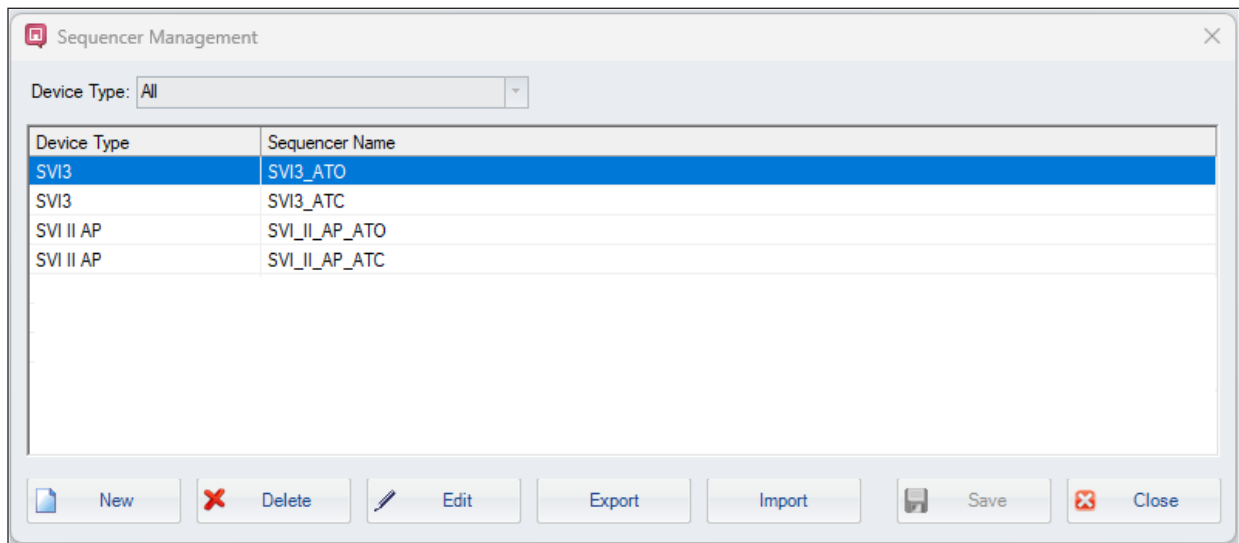 Sequencer Management
Device Type: All
Device Type Sequencer Name
SVI3 SVI3_ATO
SVI3 SVI3_ATC
SVI II AP SVI_II_AP_ATO
SVI II AP SVI_II_AP_ATC
New Delete Edit Export Import Save Close